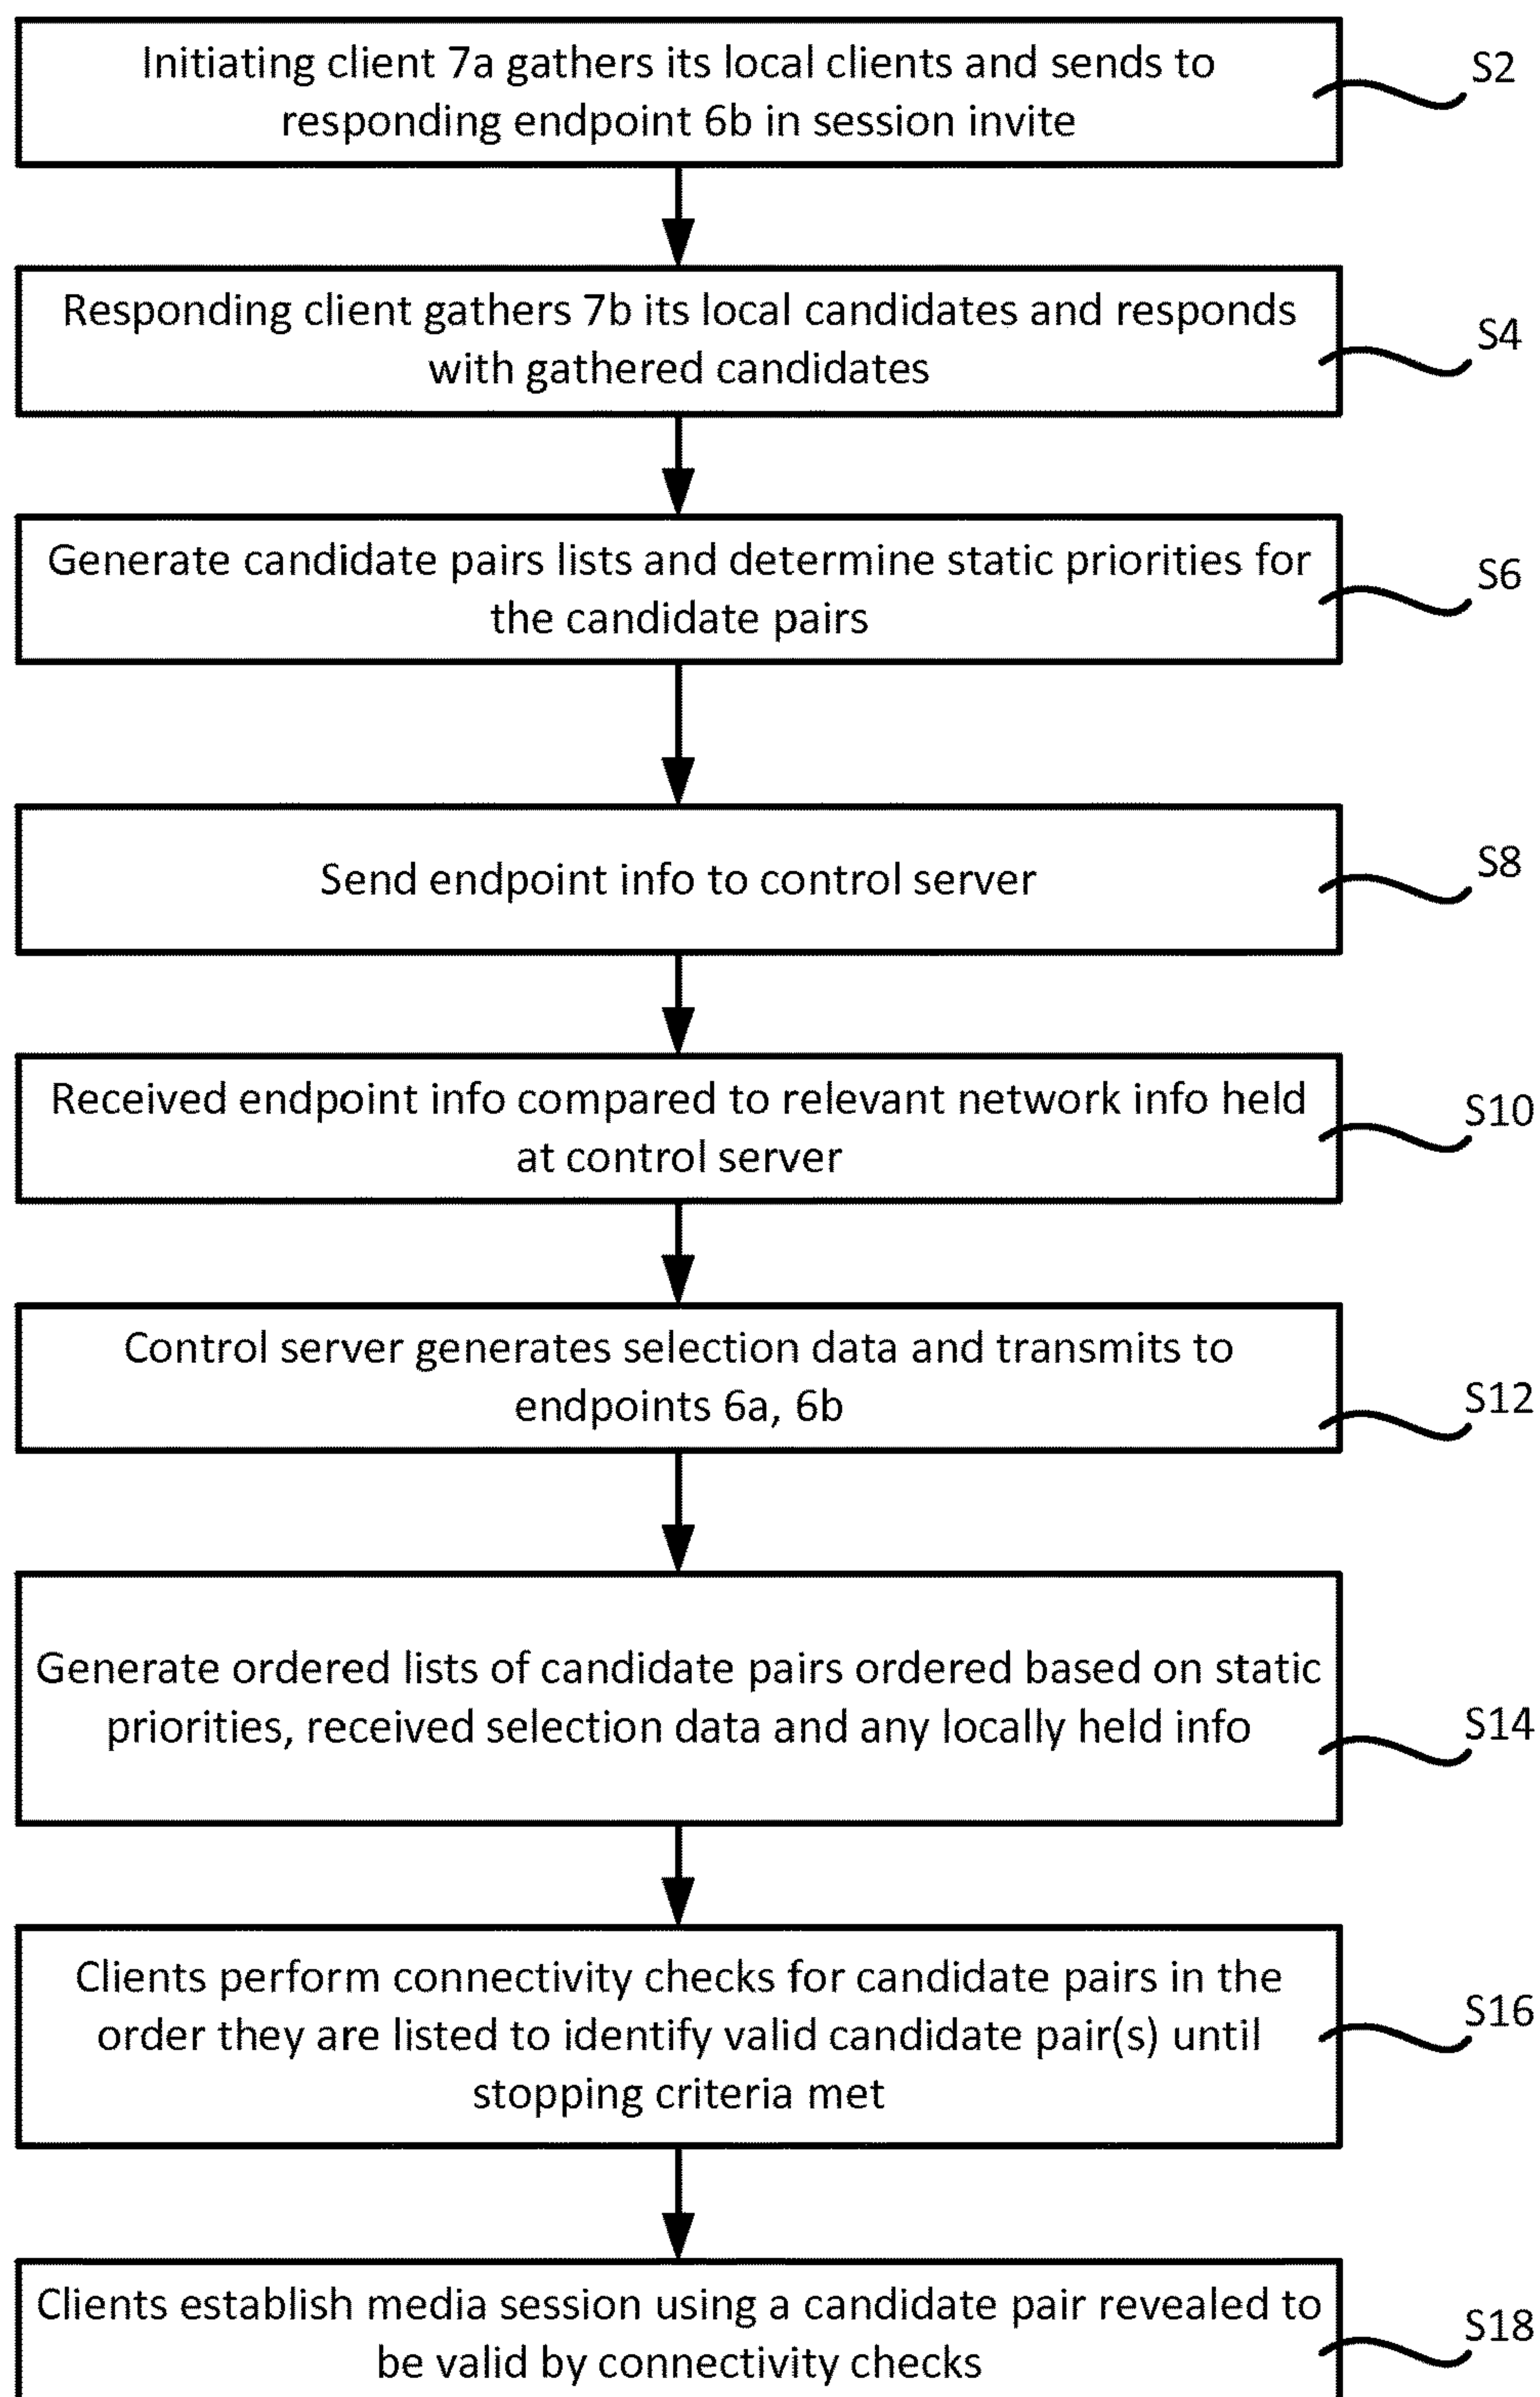 Initiating client 7a gathers its local clients and sends to
responding endpoint 6b in session invite
S2
Responding client gathers 7b its local candidates and responds
with gathered candidates
S4
Generate candidate pairs lists and determine static priorities for
the candidate pairs
S6
Send endpoint info to control server
S8
Received endpoint info compared to relevant network info held
at control server
S10
Control server generates selection data and transmits to
endpoints 6a, 6b
S12
Generate ordered lists of candidate pairs ordered based on static
priorities, received selection data and any locally held info
S14
Clients perform connectivity checks for candidate pairs in the
order they are listed to identify valid candidate pair(s) until
stopping criteria met
S16
Clients establish media session using a candidate pair revealed to
be valid by connectivity checks
S18